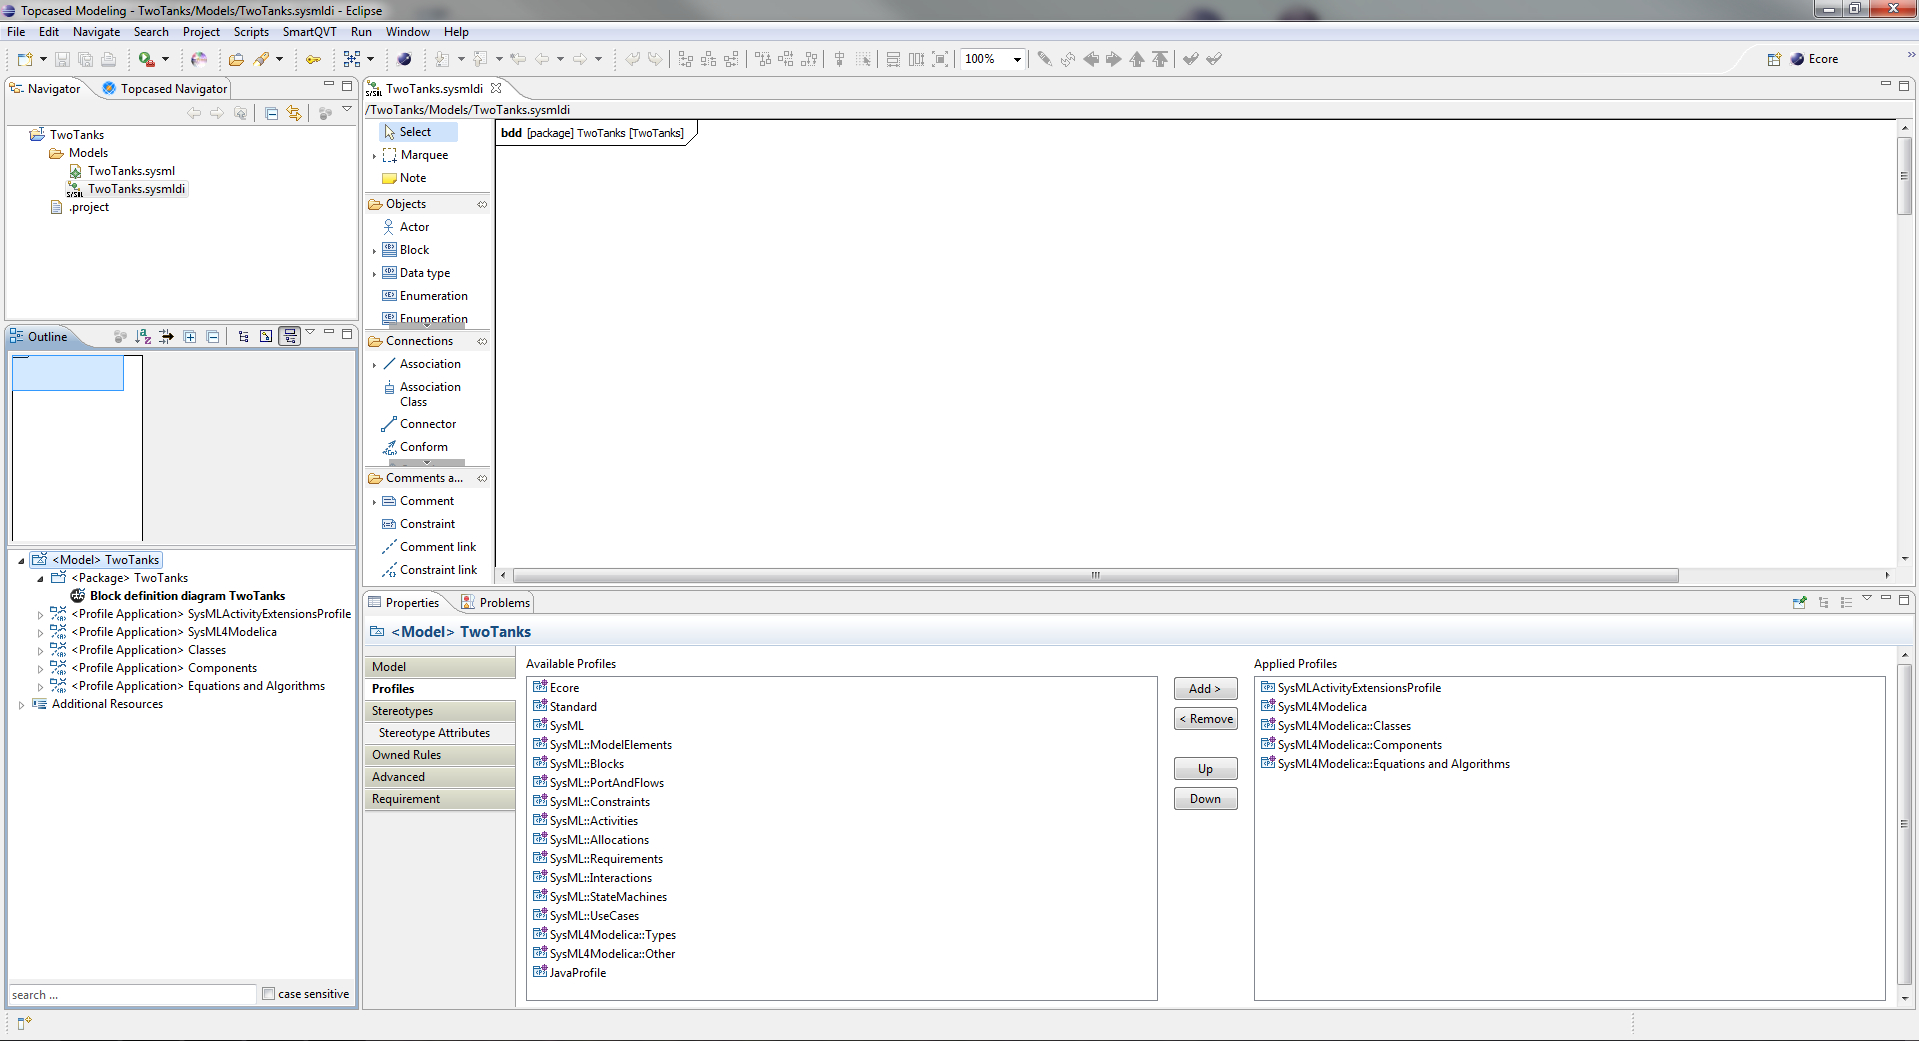 Topcased Modeling - TwoTanks/Models/TwoTanks.sysmldi - Eclipse
File Edit Navigate Search Project Scripts SmartQVT Run Window Help
100%
Ecore
Navigator
Topcased Navigator
TwoTanks
Models
TwoTanks.sysml
TwoTanks.sysmldi
.project
Outline
<Model> TwoTanks
<Package> TwoTanks
Block definition diagram TwoTanks
<Profile Application> SysMLActivityExtensionsProfile
<Profile Application> SysML4Modelica
<Profile Application> Classes
<Profile Application> Components
<Profile Application> Equations and Algorithms
Additional Resources
search ...
case sensitive
TwoTanks.sysmldi
/TwoTanks/Models/TwoTanks.sysmldi
Select
Marquee
Note
Objects
Actor
Block
Data type
Enumeration
Enumeration
Connections
Association
Association
Class
Connector
Conform
Comments a...
Comment
Constraint
Comment link
Constraint link
bdd [package] TwoTanks [TwoTanks]
Properties
Problems
<Model> TwoTanks
Model
Profiles
Stereotypes
Stereotype Attributes
Owned Rules
Advanced
Requirement
Available Profiles
Ecore
Standard
SysML
SysML::ModelElements
SysML::Blocks
SysML::PortAndFlows
SysML::Constraints
SysML::Activities
SysML::Allocations
SysML::Requirements
SysML::Interactions
SysML::StateMachines
SysML::UseCases
SysML4Modelica::Types
SysML4Modelica::Other
JavaProfile
Add >
< Remove
Up
Down
Applied Profiles
SysMLActivityExtensionsProfile
SysML4Modelica
SysML4Modelica::Classes
SysML4Modelica::Components
SysML4Modelica::Equations and Algorithms